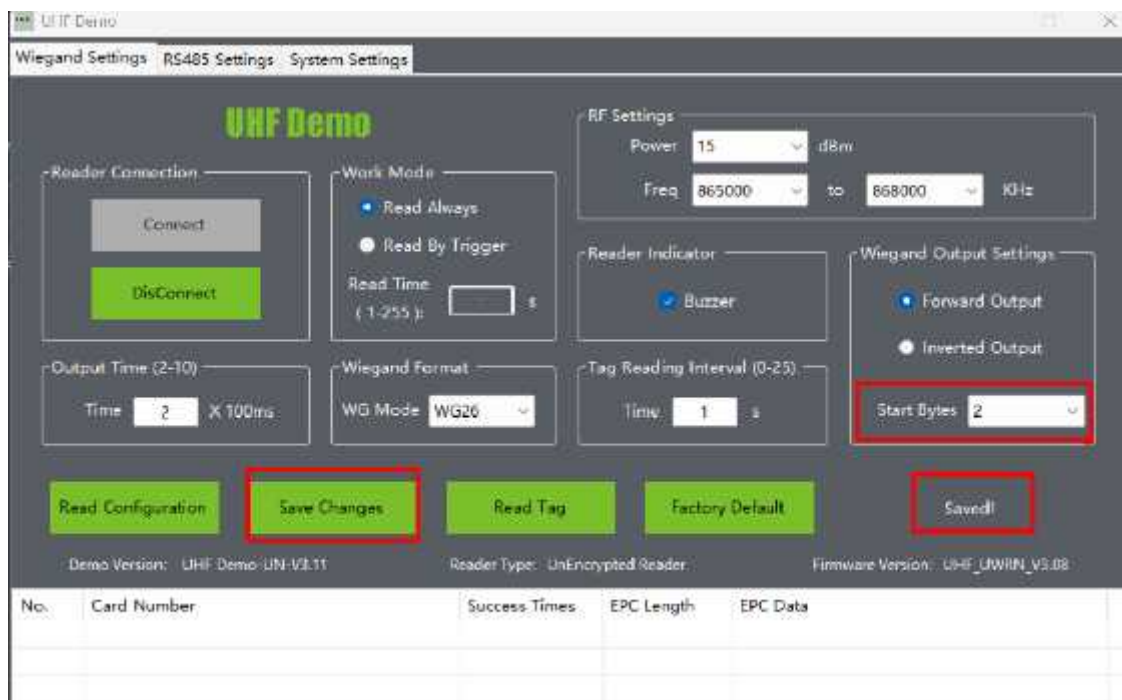 UHF Demo
Wiegand Settings RS485 Settings System Settings
UHF Demo
RF Settings
Power 15 dBm
Freq 865000 to 868000 KHz
Reader Connection
Connect
DisConnect
Work Mode
Read Always
Read By Trigger
Read Time
( 1-255 ): s
Reader Indicator
Buzzer
Wiegand Output Settings
Forward Output
Inverted Output
Start Bytes 2
Output Time (2-10)
Time 2 X 100ms
Wiegand Format
WG Mode WG26
Tag Reading Interval (0-25)
Time 1 s
Read Configuration Save Changes Read Tag Factory Default Saved!
Demo Version: UHF Demo-UN-V3.11 Reader Type: UnEncrypted Reader Firmware Version:
No. Card Number Success Times EPC Length EPC Data